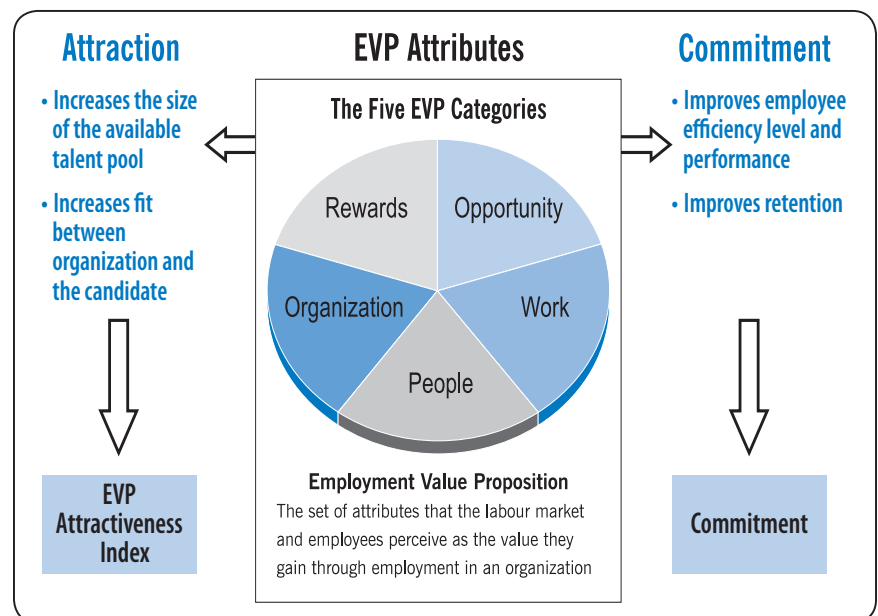 Attraction
• Increases the size
of the available
talent pool
• Increases fit
between
organization and
the candidate
EVP
Attractiveness
Index
EVP Attributes
The Five EVP Categories
Rewards
Opportunity
Organization
Work
People
Employment Value Proposition
The set of attributes that the labour market
and employees perceive as the value they
gain through employment in an organization
Commitment
• Improves employee
efficiency level and
performance
• Improves retention
Commitment